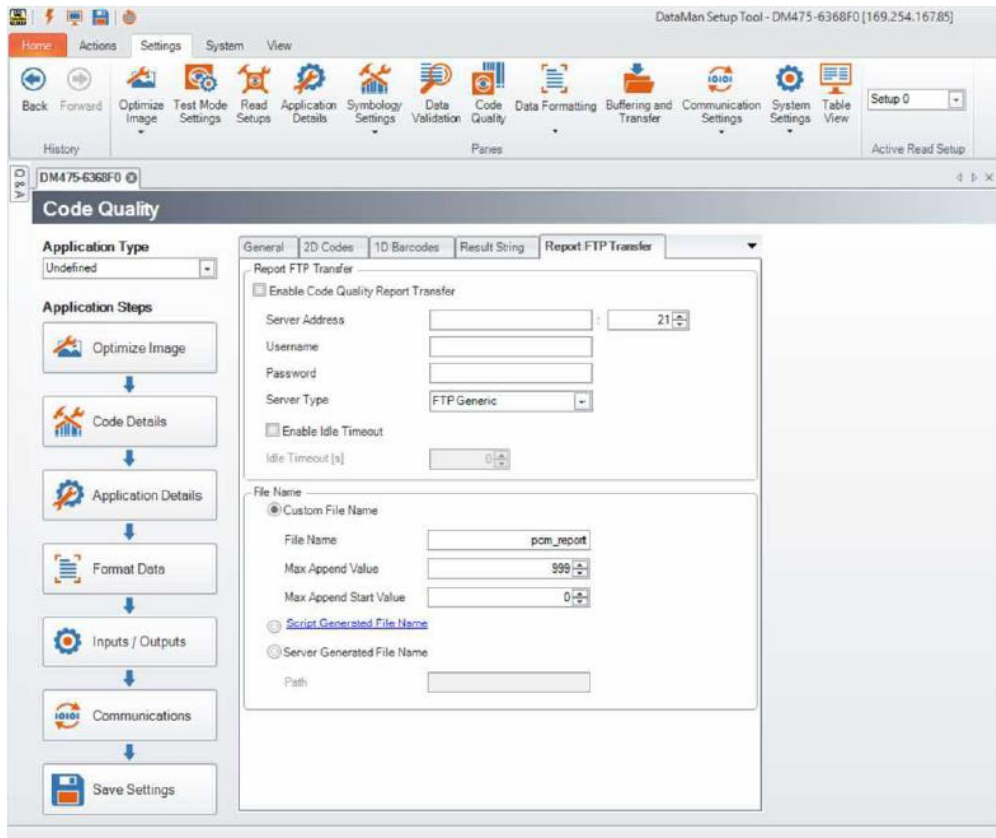 DataMan Setup Tool - DM475-6368F0 [169.254.167.85]
Home Actions Settings System View
Back Forward Optimize Image Test Mode Settings Read Setups Application Details Symbology Settings Data Validation Code Quality Data Formatting Buffering and Transfer Communication Settings System Settings Table View Setup 0
History Panes Active Read Setup
Q & A
DM475-6368F0
Code Quality
Application Type
Undefined
Application Steps
Optimize Image
Code Details
Application Details
Format Data
Inputs / Outputs
Communications
Save Settings
General 2D Codes 1D Barcodes Result String Report FTP Transfer
Report FTP Transfer
Enable Code Quality Report Transfer
Server Address : 21
Username
Password
Server Type FTP Generic
Enable Idle Timeout
Idle Timeout [s] 0
File Name
Custom File Name
File Name pcm_report
Max Append Value 999
Max Append Start Value 0
Script Generated File Name
Server Generated File Name
Path